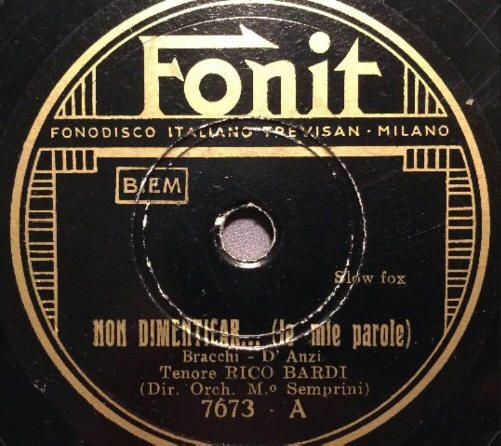 Fonit
FONODISCO ITALIANO TREVISAN · MILANO
BIEM
Slow fox
NON DIMENTICAR... (le mie parole)
Bracchi - D' Anzi
Tenore RICO BARDI
(Dir. Orch. M.o Semprini)
7673 - A